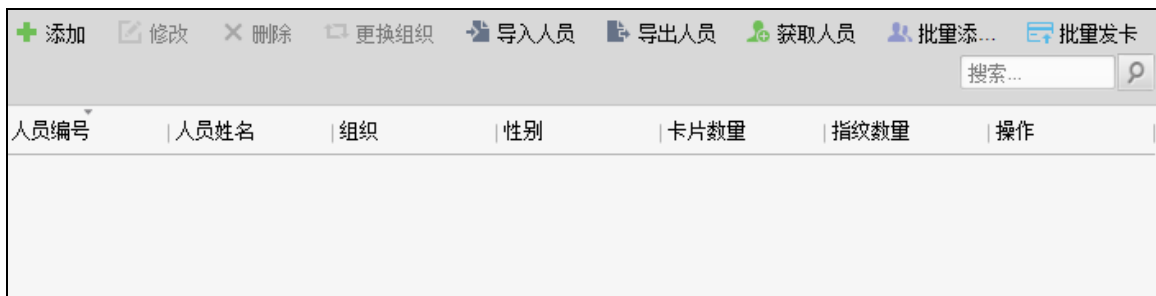 添加 修改 删除 更换组织 导入人员 导出人员 获取人员 批量添... 批量发卡
搜索...
人员编号 人员姓名 组织 性别 卡片数量 指纹数量 操作